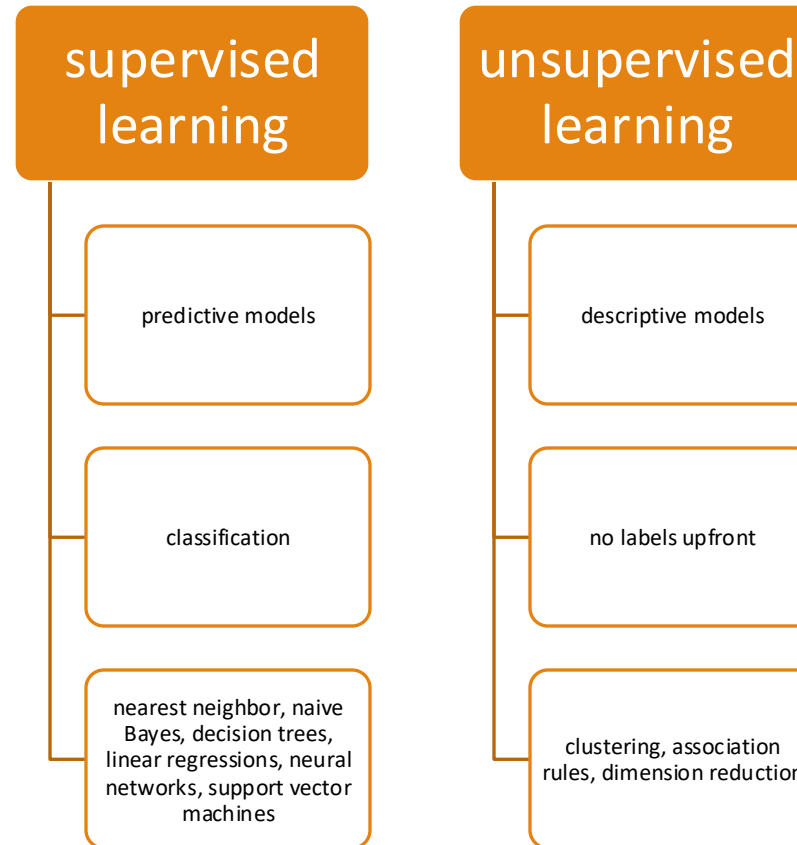 supervised
learning
predictive models
classification
nearest neighbor, naive
Bayes, decision trees,
linear regressions, neural
networks, support vector
machines
unsupervised
learning
descriptive models
no labels upfront
clustering, association
rules, dimension reduction